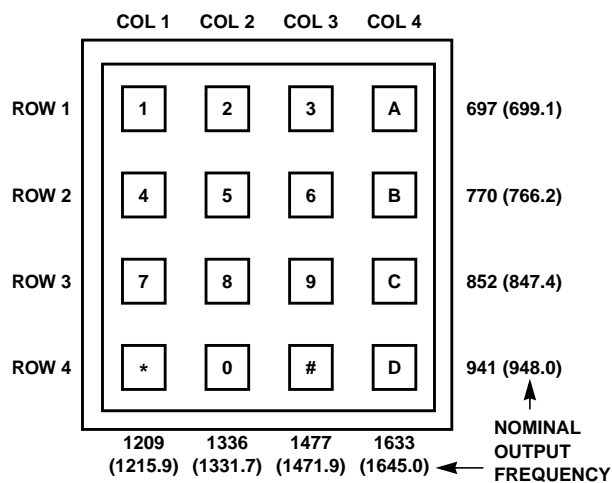 COL 1 COL 2 COL 3 COL 4
ROW 1 1 2 3 A 697 (699.1)
ROW 2 4 5 6 B 770 (766.2)
ROW 3 7 8 9 C 852 (847.4)
ROW 4 * 0 # D 941 (948.0)
1209 1336 1477 1633
(1215.9) (1331.7) (1471.9) (1645.0)
NOMINAL
OUTPUT
FREQUENCY